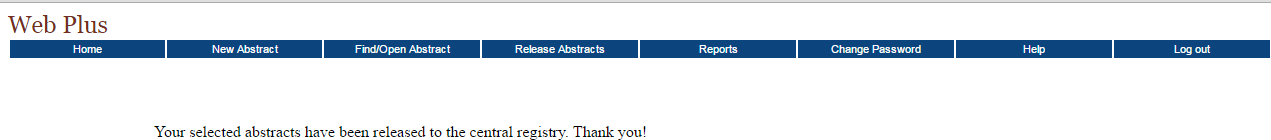 Web Plus
Home New Abstract Find/Open Abstract Release Abstracts Reports Change Password Help Log out
Your selected abstracts have been released to the central registry. Thank you!